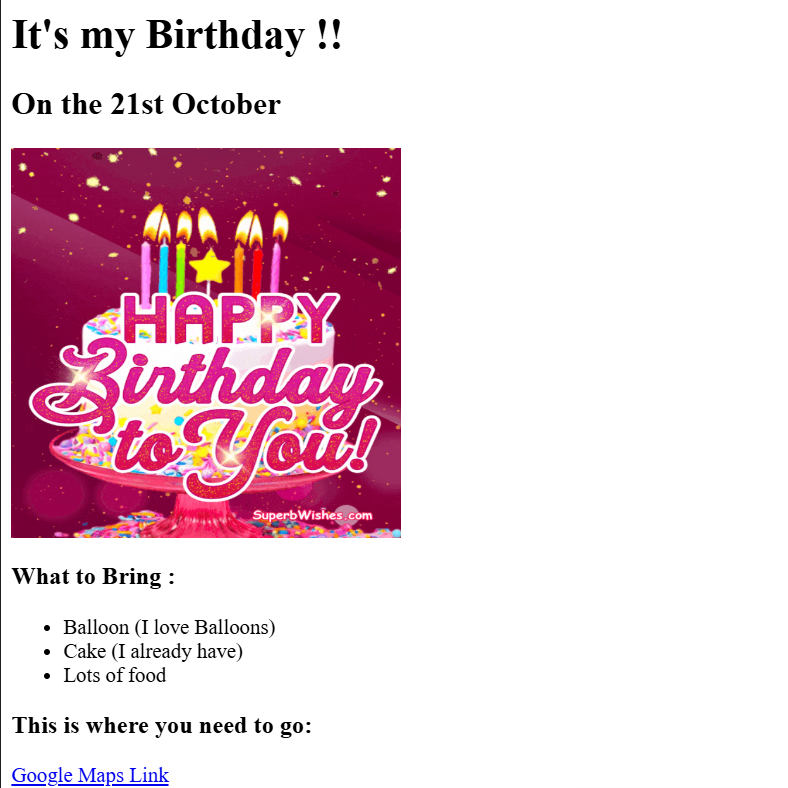 It's my Birthday !!
On the 21st October
HAPPY
Birthday
to You!
SuperbWishes.com
What to Bring :
Balloon (I love Balloons)
Cake (I already have)
Lots of food
This is where you need to go:
Google Maps Link